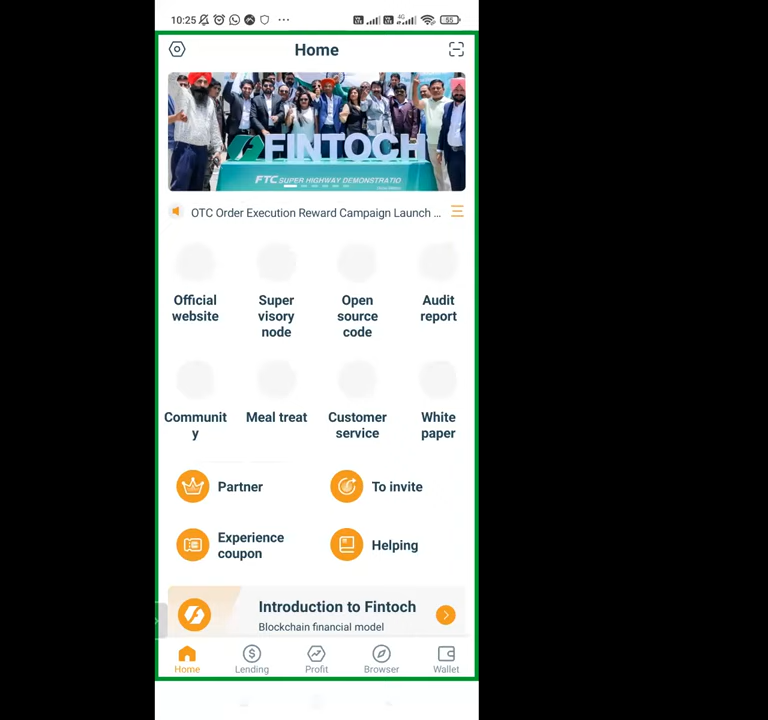 10:25
4G
65
Home
FINTOCH
FTC SUPER HIGHWAY DEMONSTRATIO
OTC Order Execution Reward Campaign Launch ...
Official website
Super visory node
Open source code
Audit report
Communit y
Meal treat
Customer service
White paper
Partner
To invite
Experience coupon
Helping
Introduction to Fintoch
Blockchain financial model
Home
Lending
Profit
Browser
Wallet